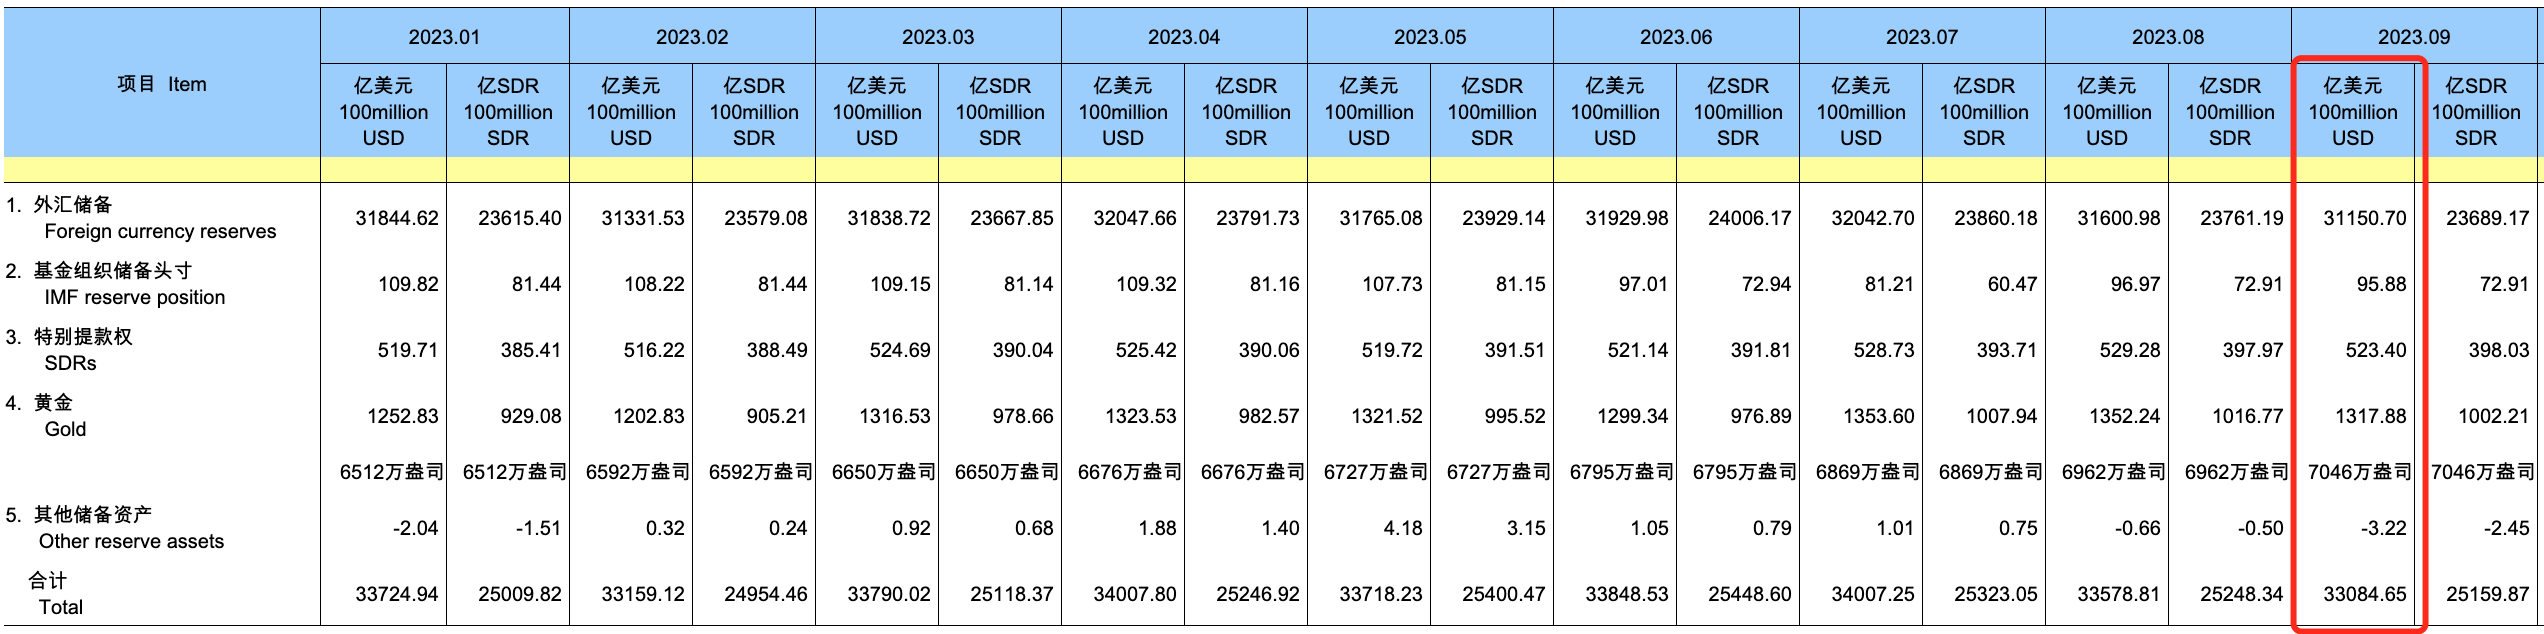 项目 Item 2023.01 2023.02 2023.03 2023.04 2023.05 2023.06 2023.07 2023.08 2023.09
亿美元 亿SDR 亿美元 亿SDR 亿美元 亿SDR 亿美元 亿SDR 亿美元 亿SDR 亿美元 亿SDR 亿美元 亿SDR 亿美元 亿SDR 亿美元 亿SDR
100million 100million 100million 100million 100million 100million 100million 100million 100million 100million 100million 100million 100million 100million 100million 100million 100million 100million
USD SDR USD SDR USD SDR USD SDR USD SDR USD SDR USD SDR USD SDR USD SDR
1. 外汇储备
Foreign currency reserves
31844.62 23615.40 31331.53 23579.08 31838.72 23667.85 32047.66 23791.73 31765.08 23929.14 31929.98 24006.17 32042.70 23860.18 31600.98 23761.19 31150.70 23689.17
2. 基金组织储备头寸
IMF reserve position
109.82 81.44 108.22 81.44 109.15 81.14 109.32 81.16 107.73 81.15 97.01 72.94 81.21 60.47 96.97 72.91 95.88 72.91
3. 特别提款权
SDRs
519.71 385.41 516.22 388.49 524.69 390.04 525.42 390.06 519.72 391.51 521.14 391.81 528.73 393.71 529.28 397.97 523.40 398.03
4. 黄金
Gold
1252.83 929.08 1202.83 905.21 1316.53 978.66 1323.53 982.57 1321.52 995.52 1299.34 976.89 1353.60 1007.94 1352.24 1016.77 1317.88 1002.21
6512万盎司 6512万盎司 6592万盎司 6592万盎司 6650万盎司 6650万盎司 6676万盎司 6676万盎司 6727万盎司 6727万盎司 6795万盎司 6795万盎司 6869万盎司 6869万盎司 6962万盎司 6962万盎司 7046万盎司 7046万盎司
5. 其他储备资产
Other reserve assets
-2.04 -1.51 0.32 0.24 0.92 0.68 1.88 1.40 4.18 3.15 1.05 0.79 1.01 0.75 -0.66 -0.50 -3.22 -2.45
合计
Total
33724.94 25009.82 33159.12 24954.46 33790.02 25118.37 34007.80 25246.92 33718.23 25400.47 33848.53 25448.60 34007.25 25323.05 33578.81 25248.34 33084.65 25159.87